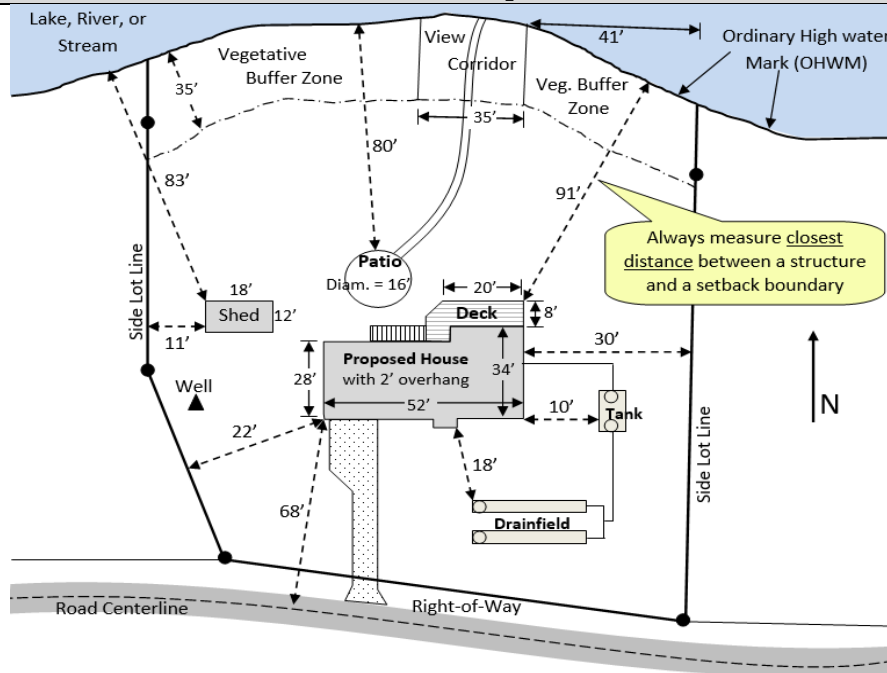 Lake, River, or
Stream
Vegetative
Buffer Zone
View
Corridor
41’
Ordinary High water
Mark (OHWM)
Veg. Buffer
Zone
35’
35’
80’
83’
91’
Always measure closest
distance between a structure
and a setback boundary
Patio
Diam. = 16’
20’
Deck
8’
18’
Shed
12’
11’
Side Lot Line
Proposed House
with 2’ overhang
28’
34’
52’
30’
N
Well
10’
Tank
22’
18’
Side Lot Line
68’
Drainfield
Road Centerline
Right-of-Way